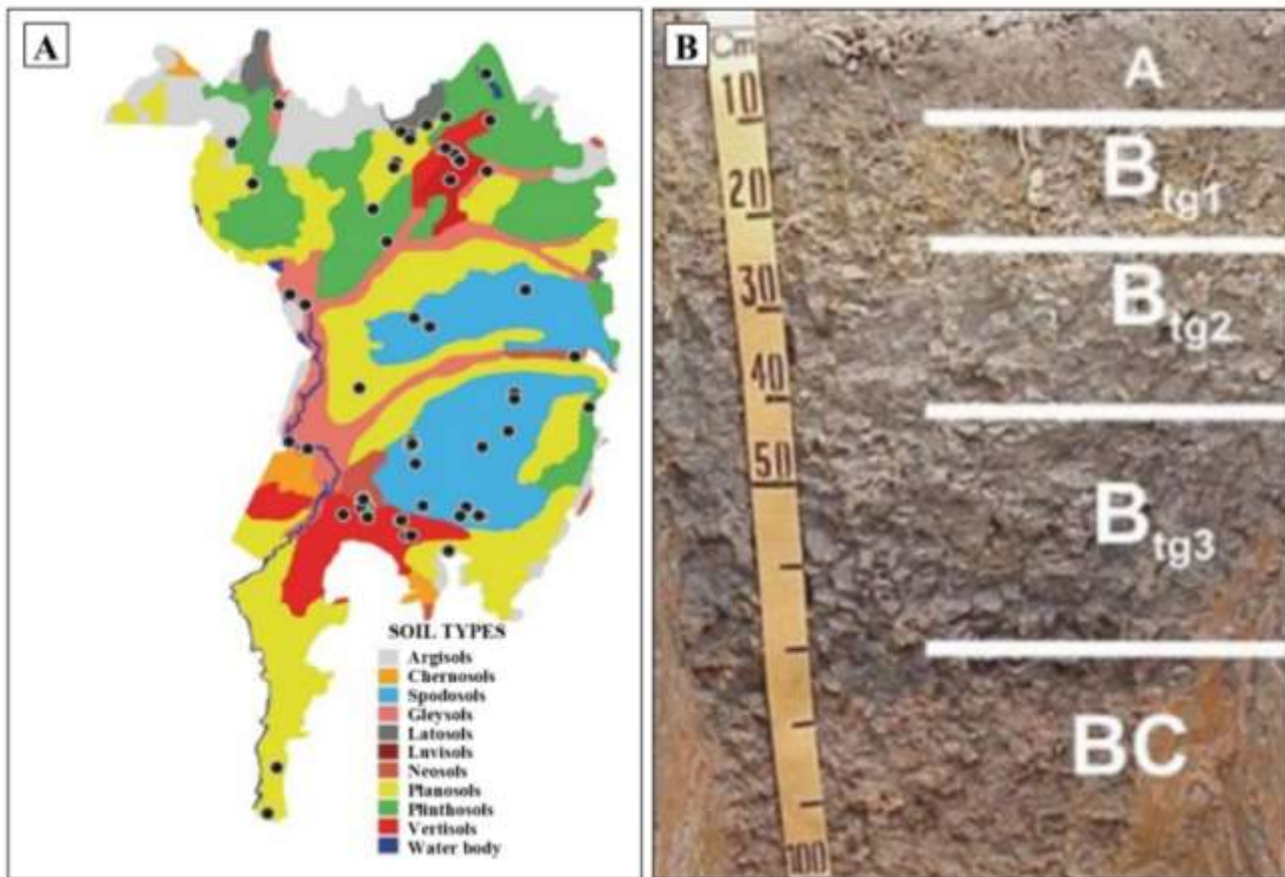 A
SOIL TYPES
Argisols
Chernosols
Spodosols
Gleysols
Latosols
Luvisols
Neosols
Planosols
Plinthosols
Vertisols
Water body
B
Cm
10
20
30
40
50
100
A
Btg1
Btg2
Btg3
BC